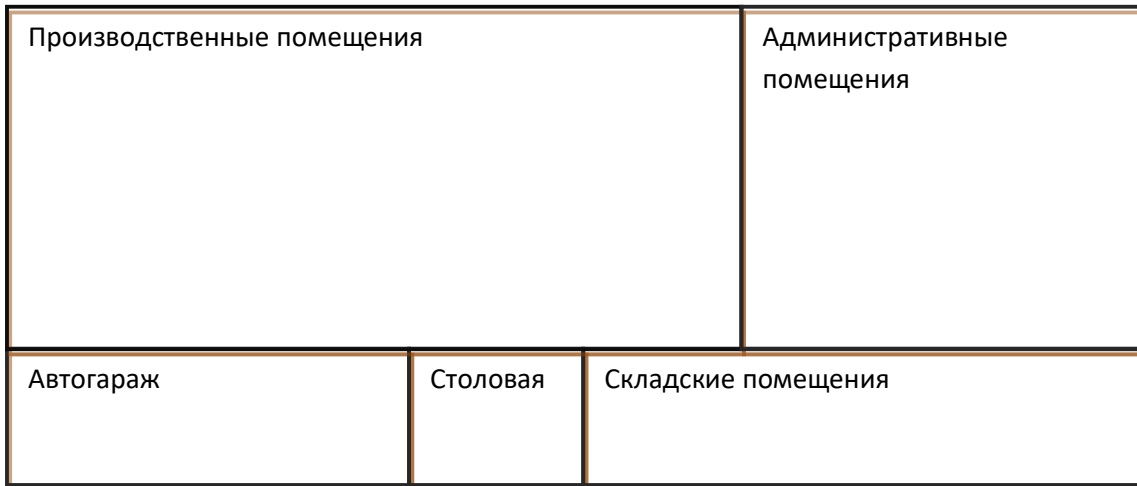 Производственные помещения
Административные
помещения
Автогараж
Столовая
Складские помещения